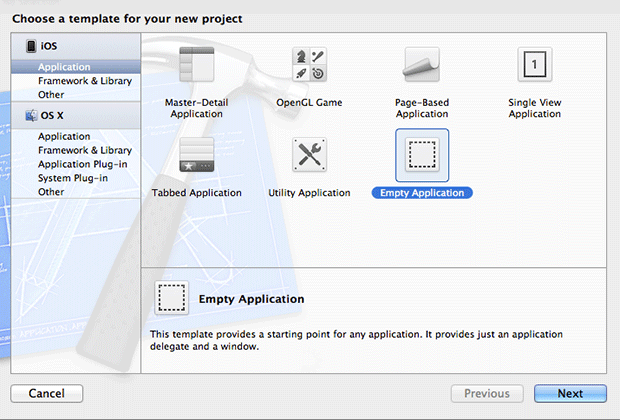 Choose a template for your new project
iOS
Application
Framework & Library
Other
OS X
Application
Framework & Library
Application Plug-in
System Plug-in
Other
Master-Detail
Application
OpenGL Game
Page-Based
Application
1
Single View
Application
Tabbed Application
Utility Application
Empty Application
Empty Application
This template provides a starting point for any application. It provides just an application
delegate and a window.
Cancel
Previous
Next